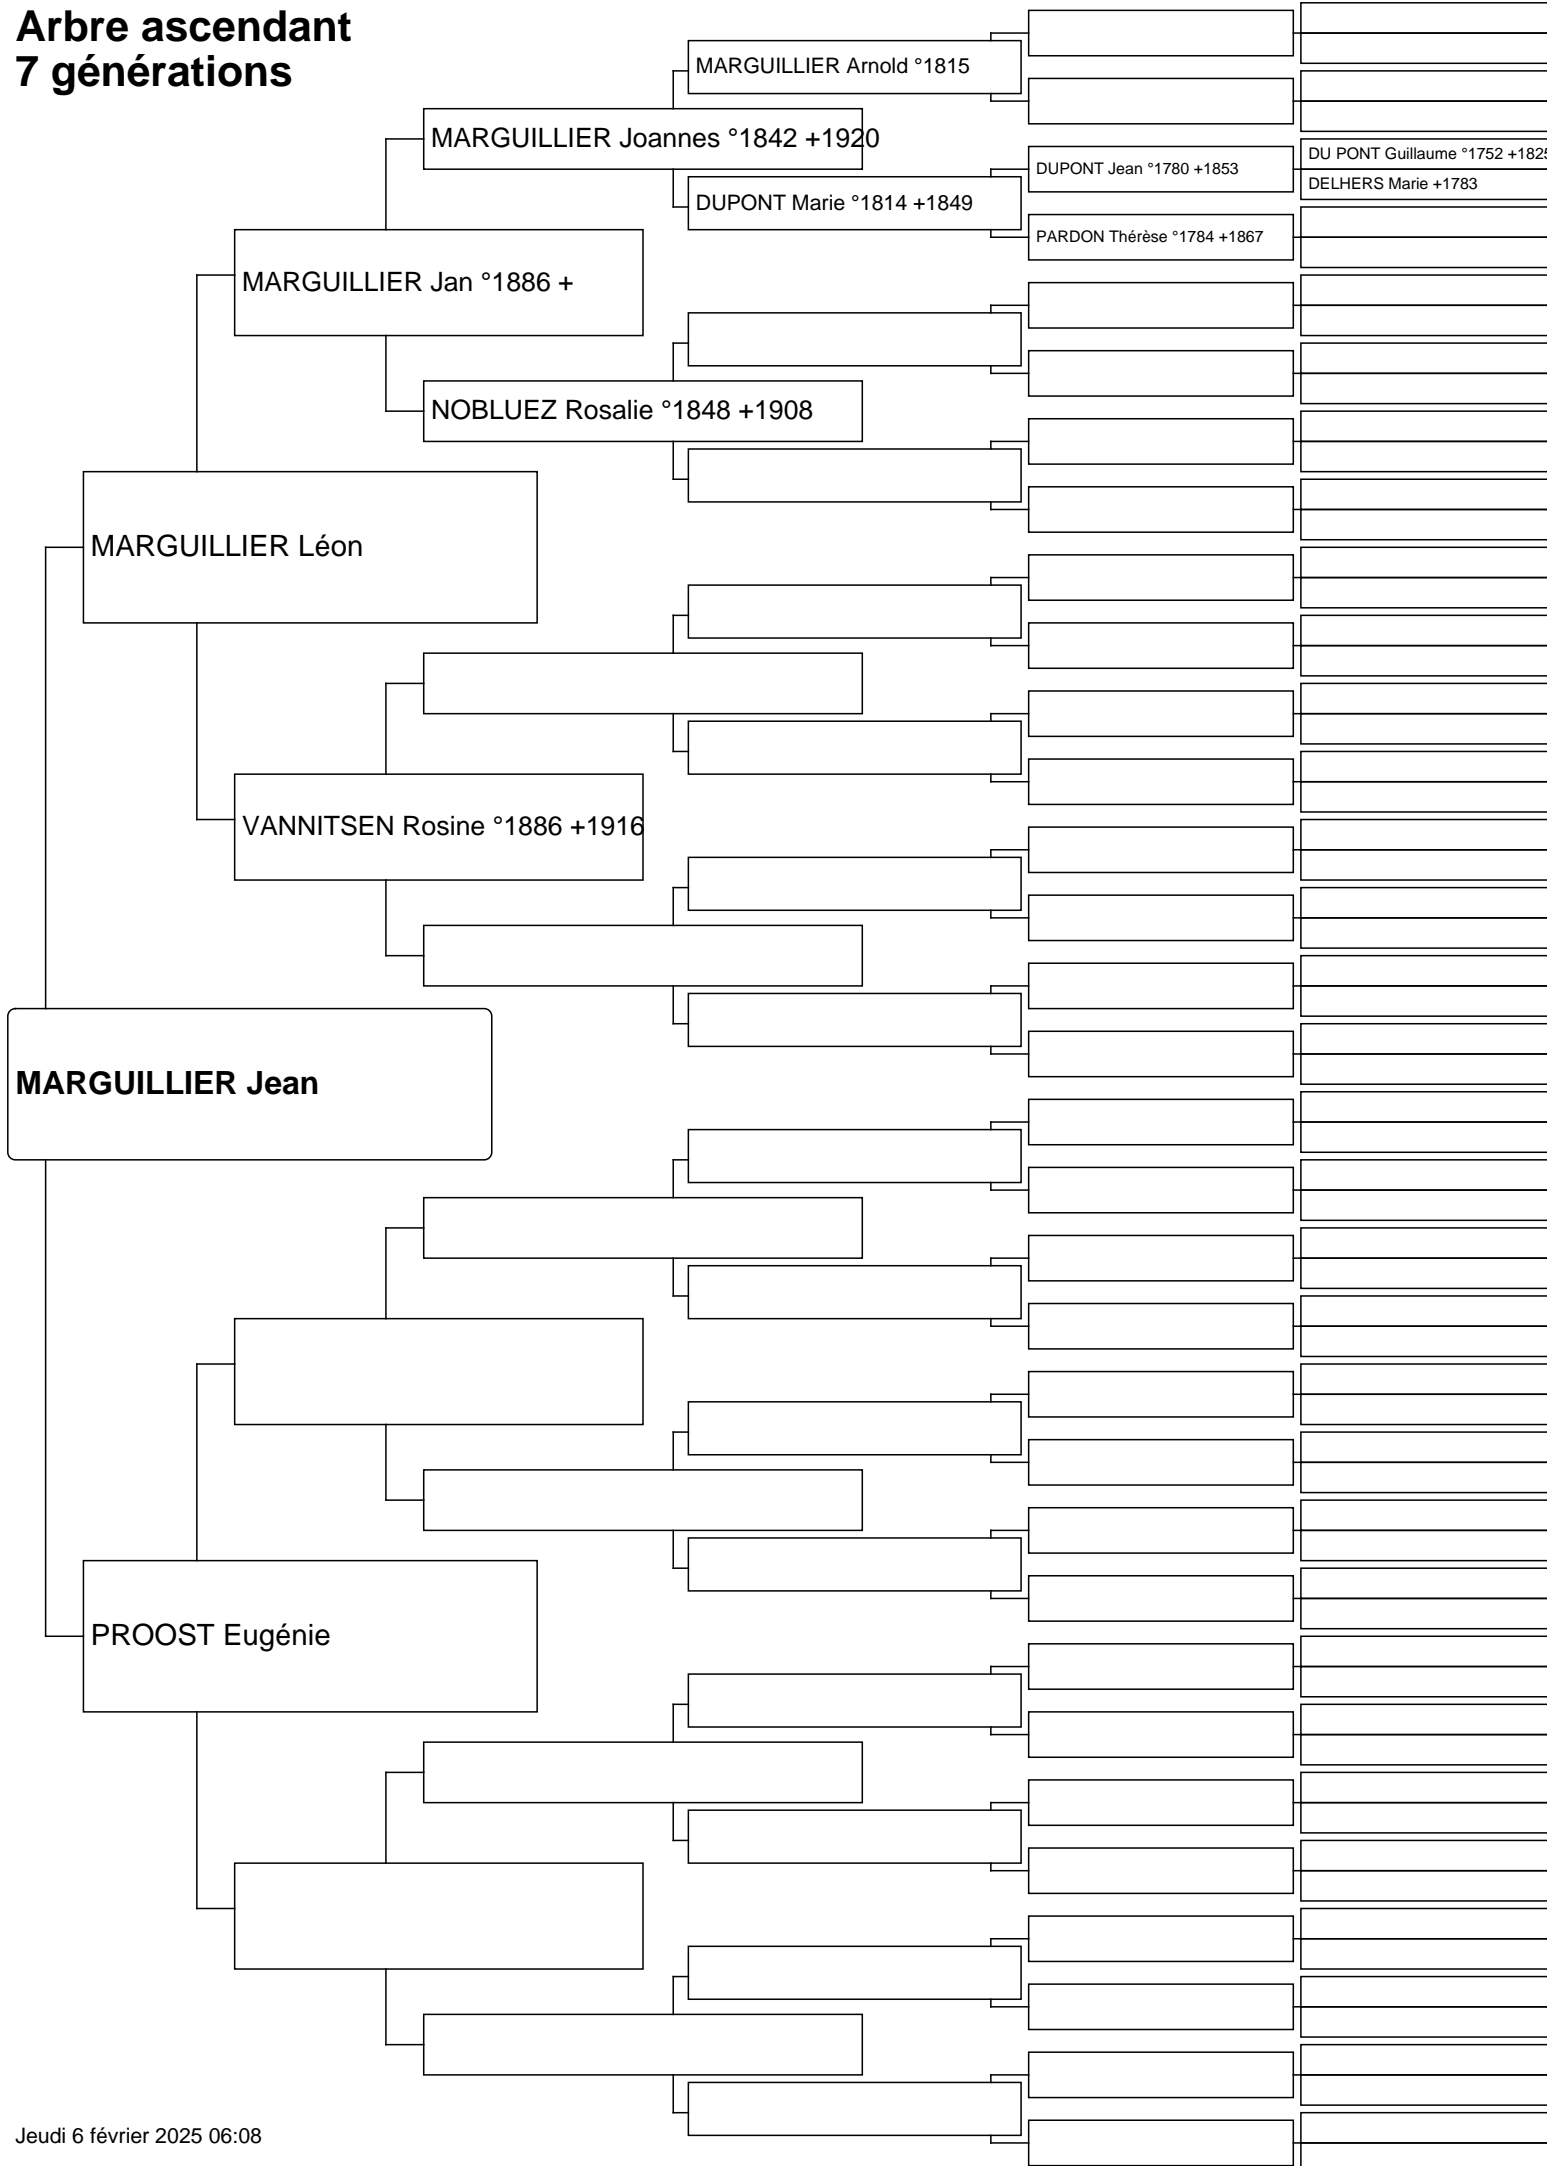 Arbre ascendant
7 générations
MARGUILLIER Arnold °1815
MARGUILLIER Joannes °1842 +1920
DU PONT Guillaume °1752 +1825
DUPONT Jean °1780 +1853
DELHERS Marie +1783
DUPONT Marie °1814 +1849
PARDON Thérèse °1784 +1867
MARGUILLIER Jan °1886 +
NOBLUEZ Rosalie °1848 +1908
MARGUILLIER Léon
VANNITSEN Rosine °1886 +1916
MARGUILLIER Jean
PROOST Eugénie
Jeudi 6 février 2025 06:08